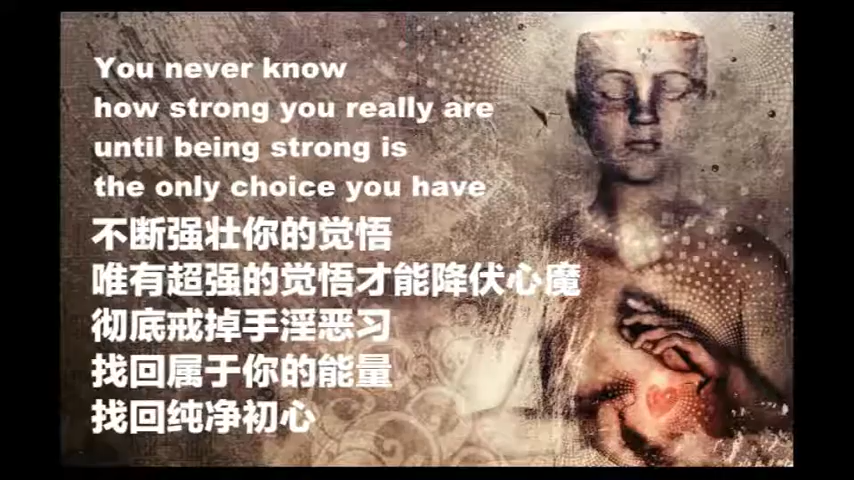 You never know
how strong you really are
until being strong is
the only choice you have
不断强壮你的觉悟
唯有超强的觉悟才能降伏心魔
彻底戒掉手淫恶习
找回属于你的能量
找回纯净初心